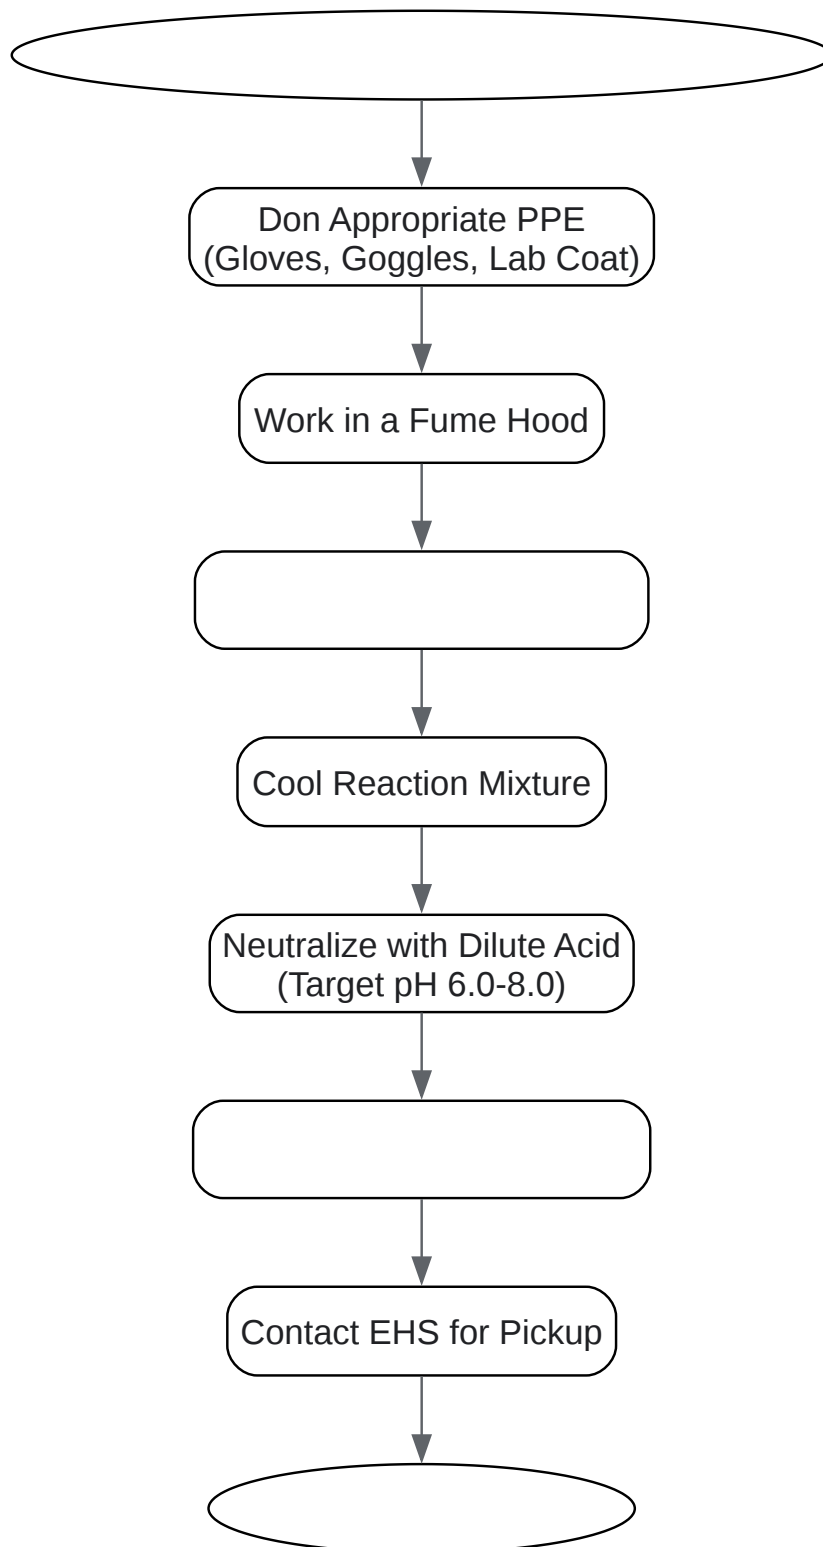 Don Appropriate PPE
(Gloves, Goggles, Lab Coat)
Work in a Fume Hood
Cool Reaction Mixture
Neutralize with Dilute Acid
(Target pH 6.0-8.0)
Contact EHS for Pickup